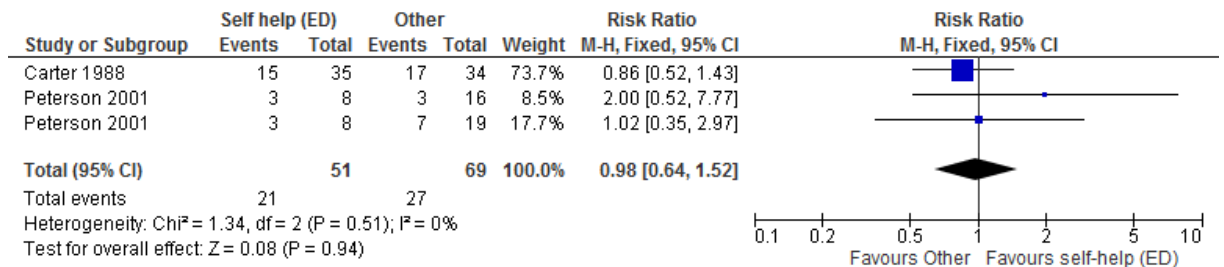 Self help (ED) Other Risk Ratio Risk Ratio
Study or Subgroup Events Total Events Total Weight M-H, Fixed, 95% CI M-H, Fixed, 95% CI
Carter 1988 15 35 17 34 73.7% 0.86 [0.52, 1.43]
Peterson 2001 3 8 3 16 8.5% 2.00 [0.52, 7.77]
Peterson 2001 3 8 7 19 17.7% 1.02 [0.35, 2.97]
Total (95% CI) 51 69 100.0% 0.98 [0.64, 1.52]
Total events 21 27
Heterogeneity: Chi² = 1.34, df = 2 (P = 0.51); I² = 0%
Test for overall effect: Z = 0.08 (P = 0.94)
0.1 0.2 0.5 1 2 5 10
Favours Other Favours self-help (ED)